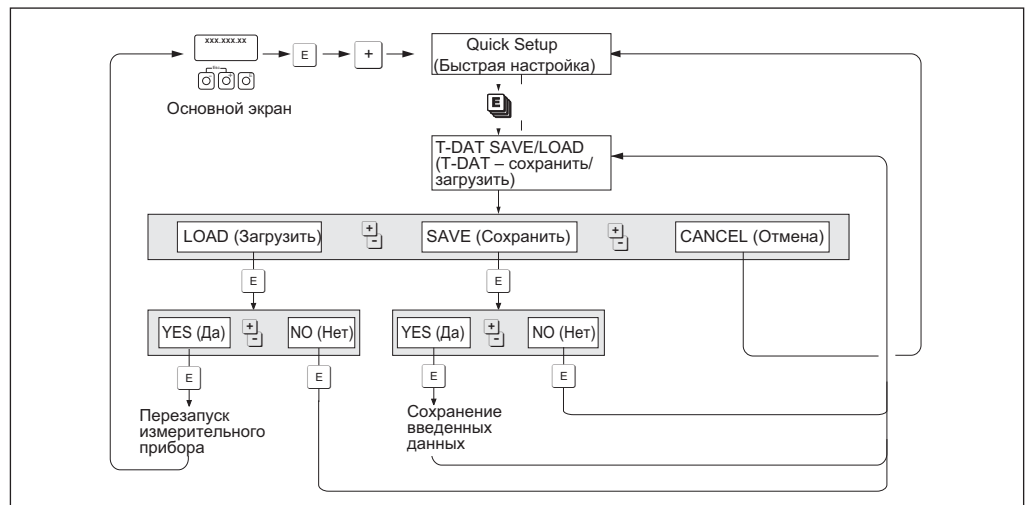 xxx.xxx.xx
Esc
E
+
-
+
E
Основной экран
Quick Setup
(Быстрая настройка)
E
T-DAT SAVE/LOAD
(T-DAT – сохранить/
загрузить)
LOAD (Загрузить)
+
-
SAVE (Сохранить)
+
-
CANCEL (Отмена)
E
E
YES (Да)
+
-
NO (Нет)
YES (Да)
+
-
NO (Нет)
E
E
E
E
Перезапуск
измерительного
прибора
Сохранение
введенных
данных